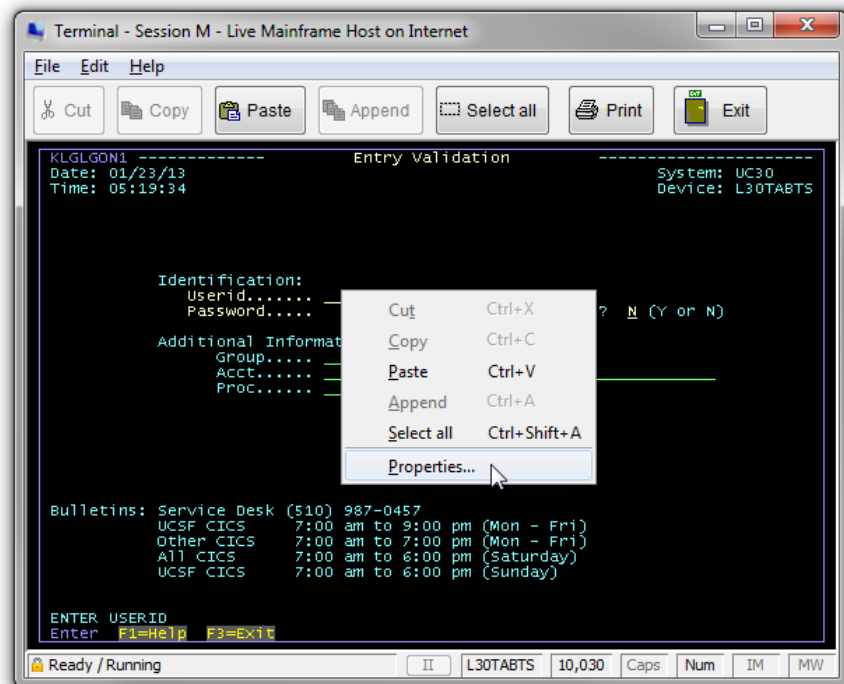 Terminal - Session M - Live Mainframe Host on Internet
File Edit Help
Cut Copy Paste Append Select all Print EXIT Exit
KLGLGON1 ------------- Entry Validation ----------------------
Date: 01/23/13 System: UC30
Time: 05:19:34 Device: L30TABTS
Identification:
Userid.......
Password..... ? N (Y or N)
Additional Informat
Group.....
Acct......
Proc......
Cut Ctrl+X
Copy Ctrl+C
Paste Ctrl+V
Append Ctrl+A
Select all Ctrl+Shift+A
Properties...
Bulletins: Service Desk (510) 987-0457
UCSF CICS 7:00 am to 9:00 pm (Mon - Fri)
Other CICS 7:00 am to 7:00 pm (Mon - Fri)
All CICS 7:00 am to 6:00 pm (Saturday)
UCSF CICS 7:00 am to 6:00 pm (Sunday)
ENTER USERID
Enter F1=Help F3=Exit
Ready / Running II L30TABTS 10,030 Caps Num IM MW